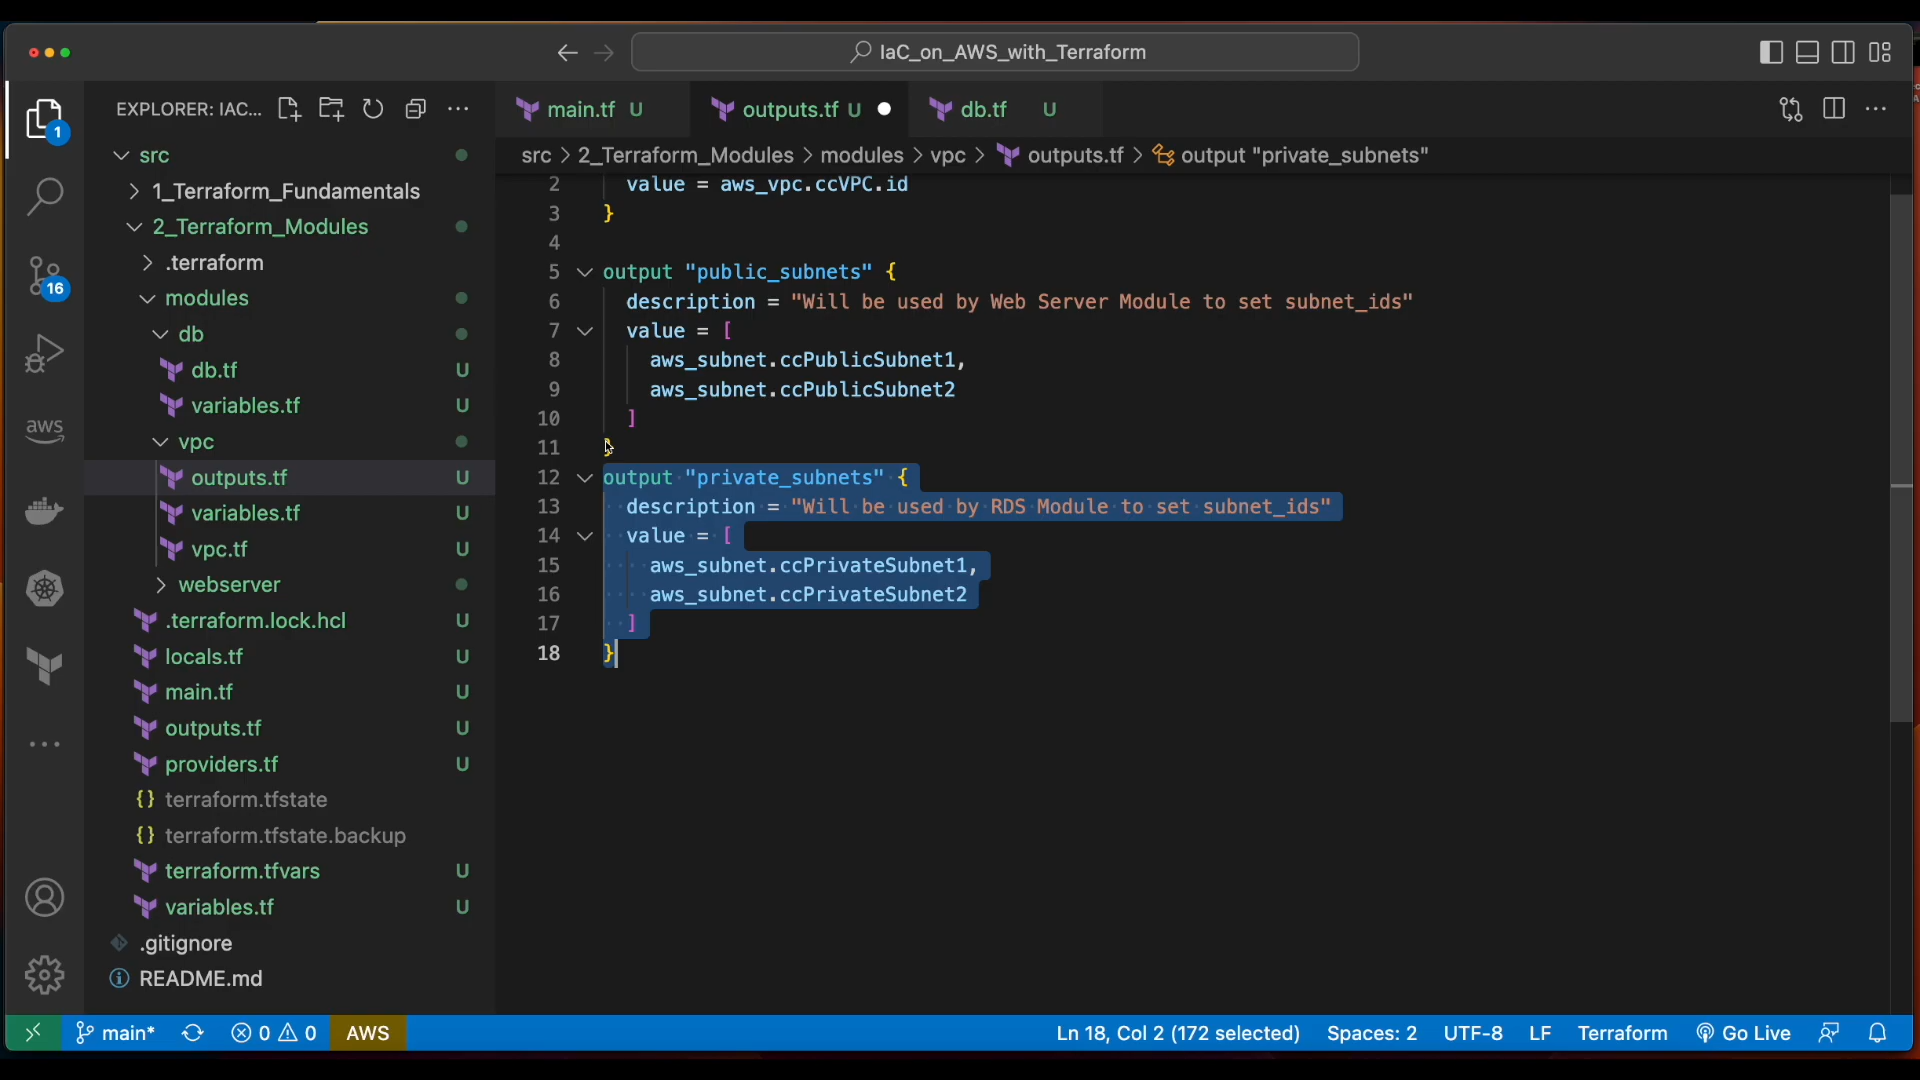 IaC_on_AWS_with_Terraform
EXPLORER: IAC...
main.tf U
outputs.tf U
db.tf U
src > 2_Terraform_Modules > modules > vpc > outputs.tf > output "private_subnets"
1
16
aws
src
1_Terraform_Fundamentals
2_Terraform_Modules
.terraform
modules
db
db.tf U
variables.tf U
vpc
outputs.tf U
variables.tf U
vpc.tf U
webserver
.terraform.lock.hcl U
locals.tf U
main.tf U
outputs.tf U
providers.tf U
{} terraform.tfstate
{} terraform.tfstate.backup
terraform.tfvars U
variables.tf U
.gitignore
README.md
2 value = aws_vpc.ccVPC.id
3 }
4
5 output "public_subnets" {
6 description = "Will be used by Web Server Module to set subnet_ids"
7 value = [
8 aws_subnet.ccPublicSubnet1,
9 aws_subnet.ccPublicSubnet2
10 ]
11 }
12 output "private_subnets" {
13 description = "Will be used by RDS Module to set subnet_ids"
14 value = [
15 aws_subnet.ccPrivateSubnet1,
16 aws_subnet.ccPrivateSubnet2
17 ]
18 }
main* 0 0 AWS Ln 18, Col 2 (172 selected) Spaces: 2 UTF-8 LF Terraform Go Live